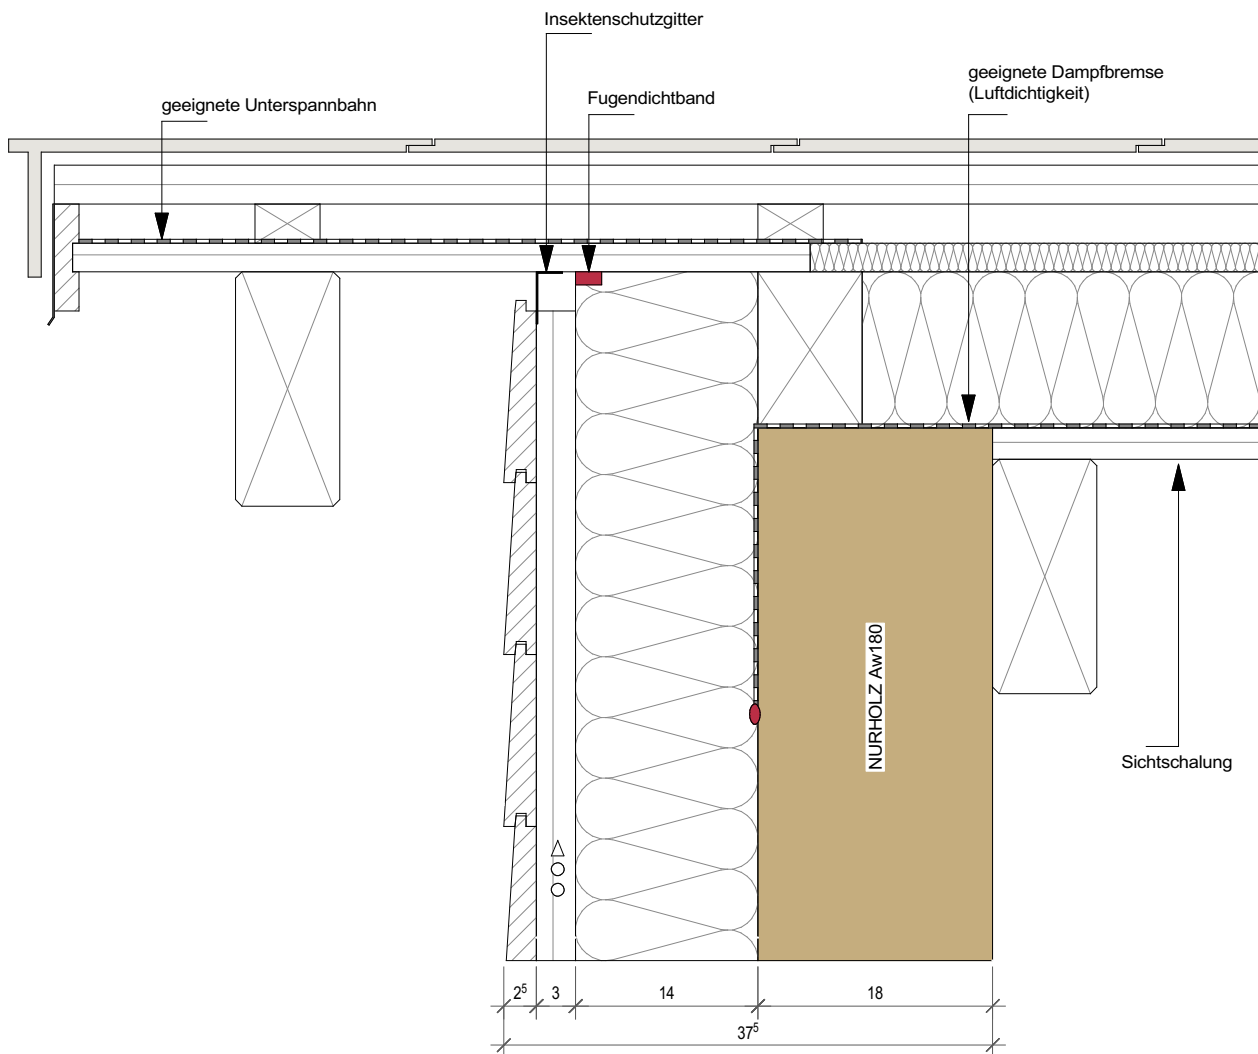 Insektenschutzgitter
geeignete Dampfbremse
(Luftdichtigkeit)
geeignete Unterspannbahn
Fugendichtband
NURHOLZ Aw180
Sichtschalung
2⁵ 3 14 18
37⁵